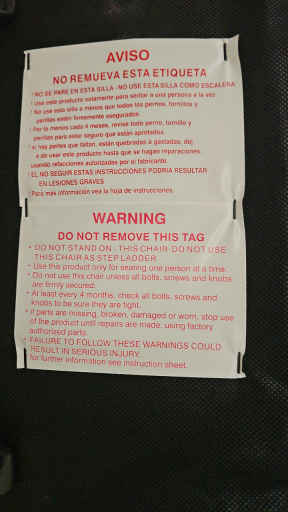 AVISO
NO REMUEVA ESTA ETIQUETA
* NO SE PARE EN ESTA SILLA : NO USE ESTA SILLA COMO ESCALERA
* Use este producto solamente para sentar a una persona a la vez
* No use esta silla a menos que todos los pernos, tornillos y
perillas estén firmemente asegurados.
* Por lo menos cada 4 meses, revise todo perno, tornillo y
perillas para estar seguro que están apretados.
* si hay partes que faltan, están quebradas o gastadas, dej
e de usar este producto hasta que se hagan reparaciones,
usando refacciones autorizadas por el fabricante.
* EL NO SEGUIR ESTAS INSTRUCCIONES PODRIA RESULTAR
EN LESIONES GRAVES
* Para más información vea la hoja de instrucciones.
WARNING
DO NOT REMOVE THIS TAG
* DO NOT STAND ON , THIS CHAIR-DO NOT USE
THIS CHAIR AS STEP LADDER
* Use this product only for seating one person at a time.
* Do not use this chair unless all bolts, screws and knobs
are firmly secured.
* At least every 4 months, check all bolts, screws and
knobs to be sure they are tight.
* if parts are missing, broken, damaged or worn, stop use
of the product until repairs are made, using factory
authorized parts.
* FAILURE TO FOLLOW THESE WARNINGS COULD
RESULT IN SERIOUS INJURY.
for further information see instruction sheet.